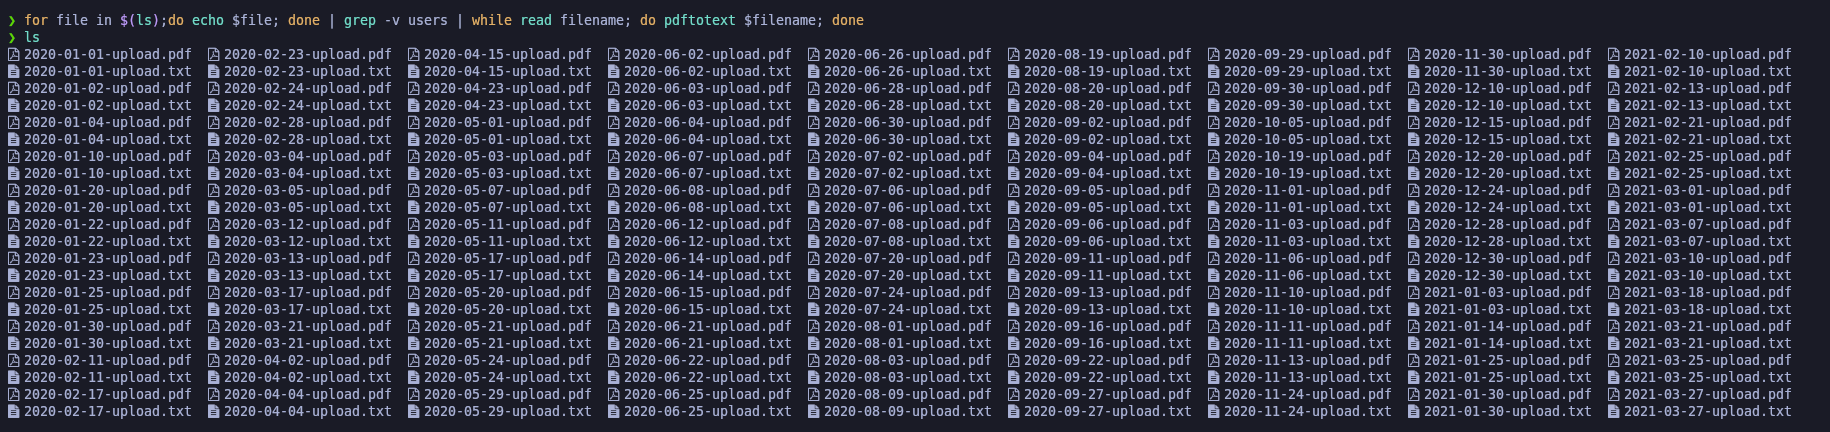 ❯ for file in $(ls);do echo $file; done | grep -v users | while read filename; do pdftotext $filename; done
❯ ls
2020-01-01-upload.pdf 2020-02-23-upload.pdf 2020-04-15-upload.pdf 2020-06-02-upload.pdf 2020-06-26-upload.pdf 2020-08-19-upload.pdf 2020-09-29-upload.pdf 2020-11-30-upload.pdf 2021-02-10-upload.pdf
2020-01-01-upload.txt 2020-02-23-upload.txt 2020-04-15-upload.txt 2020-06-02-upload.txt 2020-06-26-upload.txt 2020-08-19-upload.txt 2020-09-29-upload.txt 2020-11-30-upload.txt 2021-02-10-upload.txt
2020-01-02-upload.pdf 2020-02-24-upload.pdf 2020-04-23-upload.pdf 2020-06-03-upload.pdf 2020-06-28-upload.pdf 2020-08-20-upload.pdf 2020-09-30-upload.pdf 2020-12-10-upload.pdf 2021-02-13-upload.pdf
2020-01-02-upload.txt 2020-02-24-upload.txt 2020-04-23-upload.txt 2020-06-03-upload.txt 2020-06-28-upload.txt 2020-08-20-upload.txt 2020-09-30-upload.txt 2020-12-10-upload.txt 2021-02-13-upload.txt
2020-01-04-upload.pdf 2020-02-28-upload.pdf 2020-05-01-upload.pdf 2020-06-04-upload.pdf 2020-06-30-upload.pdf 2020-09-02-upload.pdf 2020-10-05-upload.pdf 2020-12-15-upload.pdf 2021-02-21-upload.pdf
2020-01-04-upload.txt 2020-02-28-upload.txt 2020-05-01-upload.txt 2020-06-04-upload.txt 2020-06-30-upload.txt 2020-09-02-upload.txt 2020-10-05-upload.txt 2020-12-15-upload.txt 2021-02-21-upload.txt
2020-01-10-upload.pdf 2020-03-04-upload.pdf 2020-05-03-upload.pdf 2020-06-07-upload.pdf 2020-07-02-upload.pdf 2020-09-04-upload.pdf 2020-10-19-upload.pdf 2020-12-20-upload.pdf 2021-02-25-upload.pdf
2020-01-10-upload.txt 2020-03-04-upload.txt 2020-05-03-upload.txt 2020-06-07-upload.txt 2020-07-02-upload.txt 2020-09-04-upload.txt 2020-10-19-upload.txt 2020-12-20-upload.txt 2021-02-25-upload.txt
2020-01-20-upload.pdf 2020-03-05-upload.pdf 2020-05-07-upload.pdf 2020-06-08-upload.pdf 2020-07-06-upload.pdf 2020-09-05-upload.pdf 2020-11-01-upload.pdf 2020-12-24-upload.pdf 2021-03-01-upload.pdf
2020-01-20-upload.txt 2020-03-05-upload.txt 2020-05-07-upload.txt 2020-06-08-upload.txt 2020-07-06-upload.txt 2020-09-05-upload.txt 2020-11-01-upload.txt 2020-12-24-upload.txt 2021-03-01-upload.txt
2020-01-22-upload.pdf 2020-03-12-upload.pdf 2020-05-11-upload.pdf 2020-06-12-upload.pdf 2020-07-08-upload.pdf 2020-09-06-upload.pdf 2020-11-03-upload.pdf 2020-12-28-upload.pdf 2021-03-07-upload.pdf
2020-01-22-upload.txt 2020-03-12-upload.txt 2020-05-11-upload.txt 2020-06-12-upload.txt 2020-07-08-upload.txt 2020-09-06-upload.txt 2020-11-03-upload.txt 2020-12-28-upload.txt 2021-03-07-upload.txt
2020-01-23-upload.pdf 2020-03-13-upload.pdf 2020-05-17-upload.pdf 2020-06-14-upload.pdf 2020-07-20-upload.pdf 2020-09-11-upload.pdf 2020-11-06-upload.pdf 2020-12-30-upload.pdf 2021-03-10-upload.pdf
2020-01-23-upload.txt 2020-03-13-upload.txt 2020-05-17-upload.txt 2020-06-14-upload.txt 2020-07-20-upload.txt 2020-09-11-upload.txt 2020-11-06-upload.txt 2020-12-30-upload.txt 2021-03-10-upload.txt
2020-01-25-upload.pdf 2020-03-17-upload.pdf 2020-05-20-upload.pdf 2020-06-15-upload.pdf 2020-07-24-upload.pdf 2020-09-13-upload.pdf 2020-11-10-upload.pdf 2021-01-03-upload.pdf 2021-03-18-upload.pdf
2020-01-25-upload.txt 2020-03-17-upload.txt 2020-05-20-upload.txt 2020-06-15-upload.txt 2020-07-24-upload.txt 2020-09-13-upload.txt 2020-11-10-upload.txt 2021-01-03-upload.txt 2021-03-18-upload.txt
2020-01-30-upload.pdf 2020-03-21-upload.pdf 2020-05-21-upload.pdf 2020-06-21-upload.pdf 2020-08-01-upload.pdf 2020-09-16-upload.pdf 2020-11-11-upload.pdf 2021-01-14-upload.pdf 2021-03-21-upload.pdf
2020-01-30-upload.txt 2020-03-21-upload.txt 2020-05-21-upload.txt 2020-06-21-upload.txt 2020-08-01-upload.txt 2020-09-16-upload.txt 2020-11-11-upload.txt 2021-01-14-upload.txt 2021-03-21-upload.txt
2020-02-11-upload.pdf 2020-04-02-upload.pdf 2020-05-24-upload.pdf 2020-06-22-upload.pdf 2020-08-03-upload.pdf 2020-09-22-upload.pdf 2020-11-13-upload.pdf 2021-01-25-upload.pdf 2021-03-25-upload.pdf
2020-02-11-upload.txt 2020-04-02-upload.txt 2020-05-24-upload.txt 2020-06-22-upload.txt 2020-08-03-upload.txt 2020-09-22-upload.txt 2020-11-13-upload.txt 2021-01-25-upload.txt 2021-03-25-upload.txt
2020-02-17-upload.pdf 2020-04-04-upload.pdf 2020-05-29-upload.pdf 2020-06-25-upload.pdf 2020-08-09-upload.pdf 2020-09-27-upload.pdf 2020-11-24-upload.pdf 2021-01-30-upload.pdf 2021-03-27-upload.pdf
2020-02-17-upload.txt 2020-04-04-upload.txt 2020-05-29-upload.txt 2020-06-25-upload.txt 2020-08-09-upload.txt 2020-09-27-upload.txt 2020-11-24-upload.txt 2021-01-30-upload.txt 2021-03-27-upload.txt